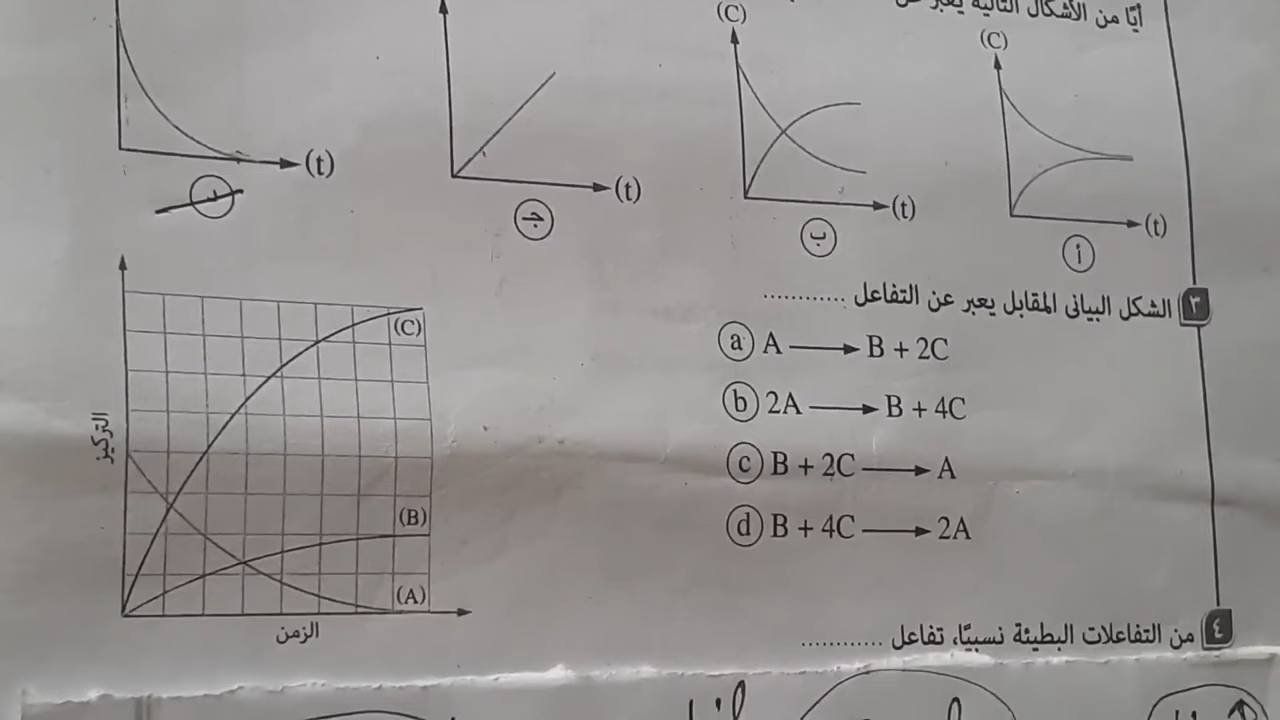 أيًا من الأشكال التالية يعبر عن
(C)
(t)
أ
(C)
(t)
ب
(t)
جـ
(t)
د
٣ الشكل البيانى المقابل يعبر عن التفاعل ............
a A ⟶ B + 2C
b 2A ⟶ B + 4C
c B + 2C ⟶ A
d B + 4C ⟶ 2A
التركيز
(C)
(B)
(A)
الزمن
٤ من التفاعلات البطيئة نسبيًا، تفاعل ............